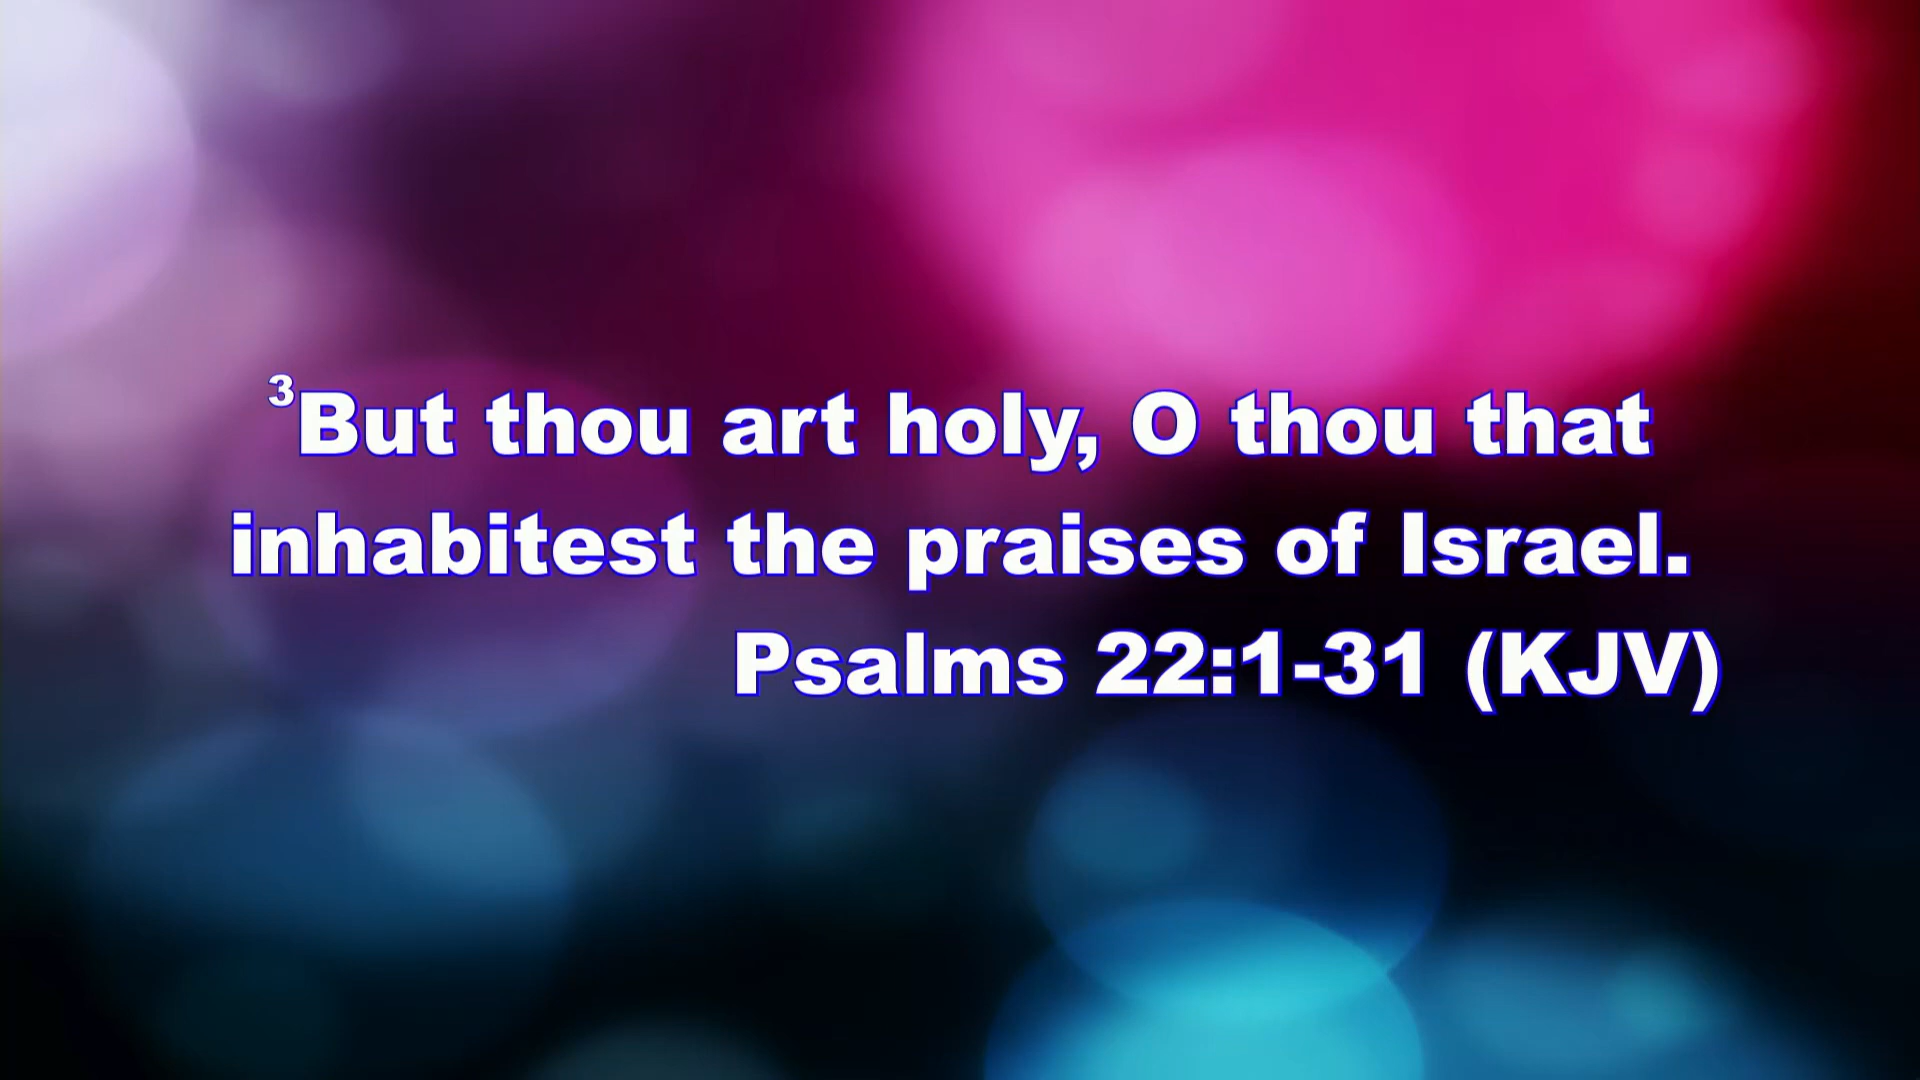 ³But thou art holy, O thou that
inhabitest the praises of Israel.
Psalms 22:1-31 (KJV)